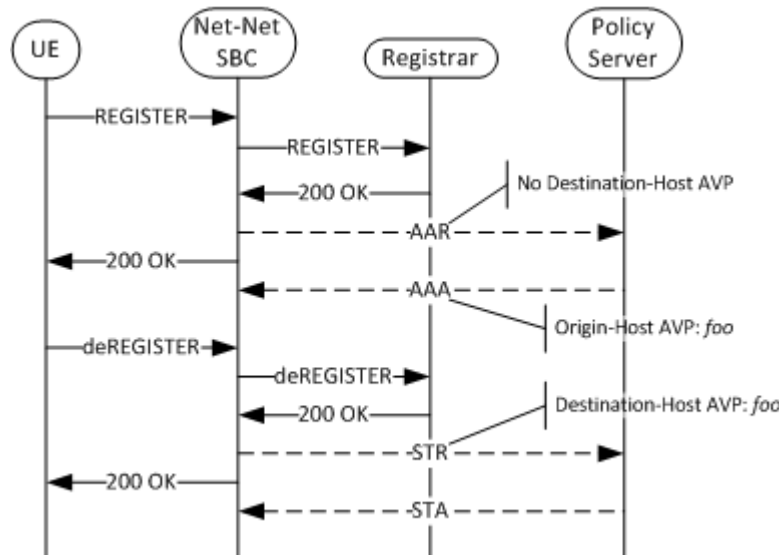 UE
Net-Net
SBC
Registrar
Policy
Server
REGISTER
REGISTER
200 OK
No Destination-Host AVP
AAR
200 OK
AAA
Origin-Host AVP: foo
deREGISTER
deREGISTER
200 OK
Destination-Host AVP: foo
STR
200 OK
STA